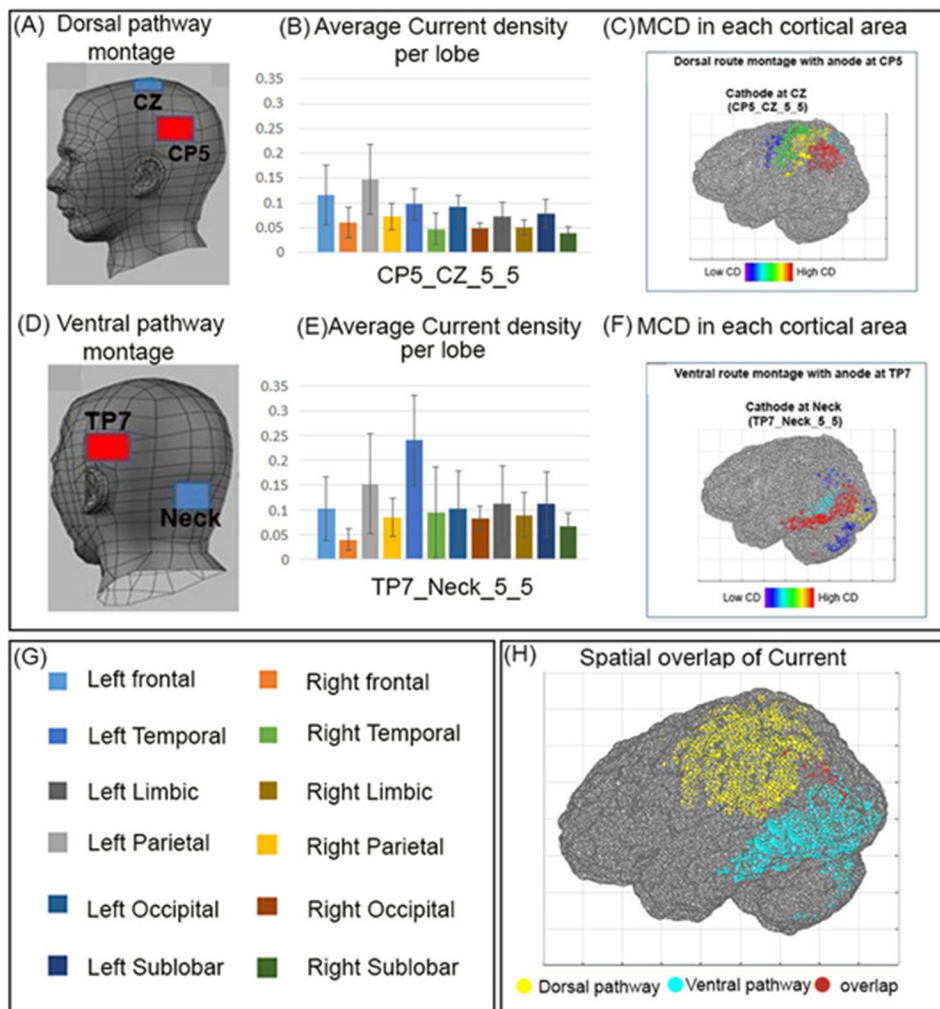 (A) Dorsal pathway
montage
CZ
CP5
(B) Average Current density
per lobe
0.35
0.3
0.25
0.2
0.15
0.1
0.05
0
CP5_CZ_5_5
(C) MCD in each cortical area
Dorsal route montage with anode at CP5
Cathode at CZ
(CP5_CZ_5_5)
Low CD
High CD
(D) Ventral pathway
montage
TP7
Neck
(E) Average Current density
per lobe
0.35
0.3
0.25
0.2
0.15
0.1
0.05
0
TP7_Neck_5_5
(F) MCD in each cortical area
Ventral route montage with anode at TP7
Cathode at Neck
(TP7_Neck_5_5)
Low CD
High CD
(G)
Left frontal
Right frontal
Left Temporal
Right Temporal
Left Limbic
Right Limbic
Left Parietal
Right Parietal
Left Occipital
Right Occipital
Left Sublobar
Right Sublobar
(H) Spatial overlap of Current
Dorsal pathway
Ventral pathway
overlap